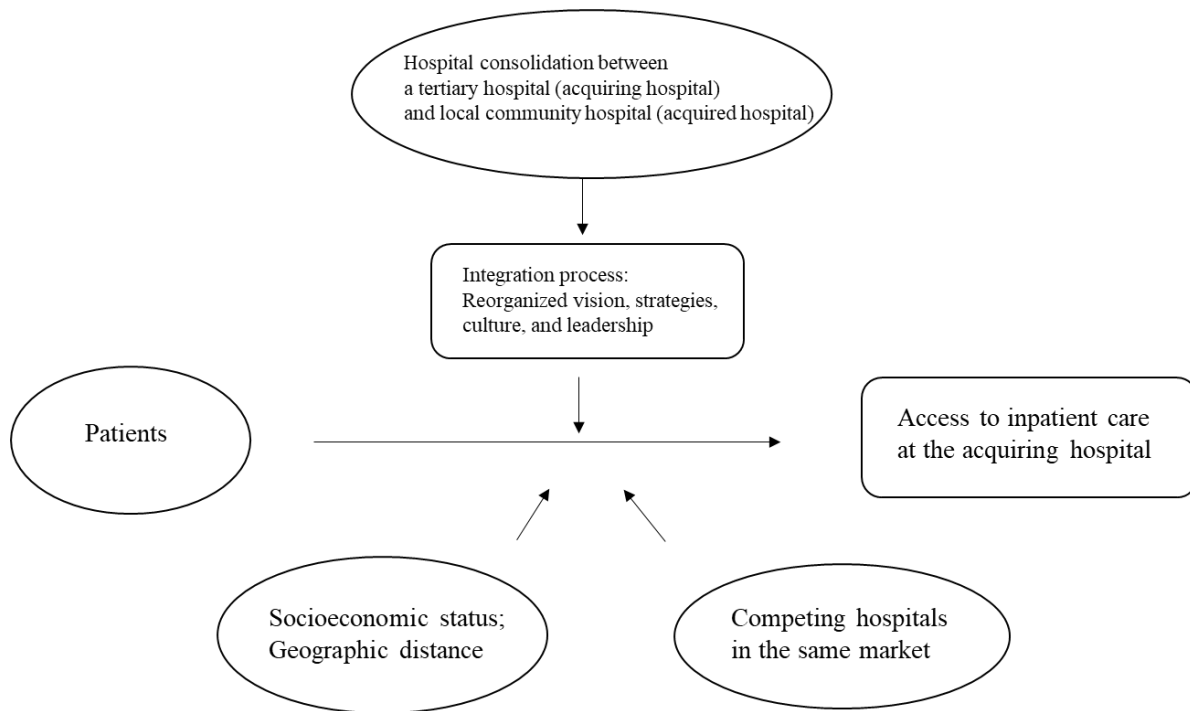 Hospital consolidation between
a tertiary hospital (acquiring hospital)
and local community hospital (acquired hospital)
Integration process:
Reorganized vision, strategies,
culture, and leadership
Patients
Access to inpatient care
at the acquiring hospital
Socioeconomic status;
Geographic distance
Competing hospitals
in the same market